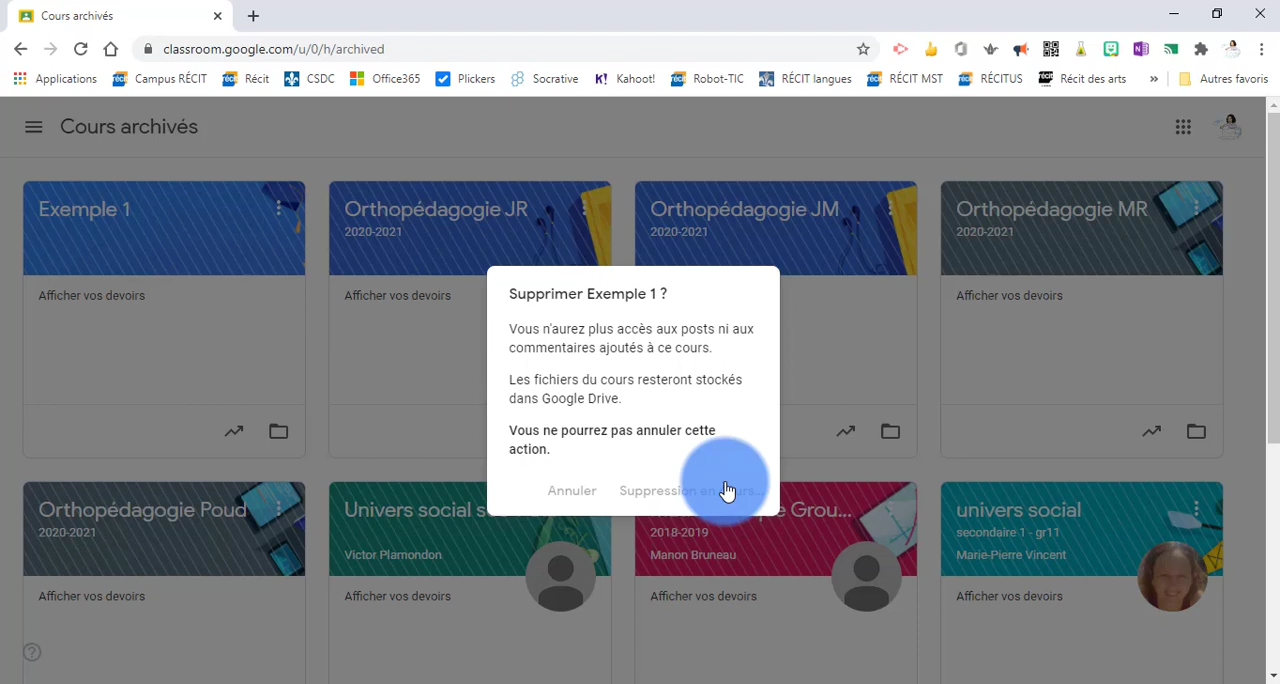 Cours archivés
classroom.google.com/u/0/h/archived
Applications Campus RÉCIT Récit CSDC Office365 Plickers Socrative Kahoot! Robot-TIC RÉCIT langues RÉCIT MST RÉCITUS Récit des arts » Autres favoris
Cours archivés
Exemple 1
Afficher vos devoirs
Orthopédagogie JR
2020-2021
Afficher vos devoirs
Orthopédagogie JM
2020-2021
Orthopédagogie MR
2020-2021
Afficher vos devoirs
Supprimer Exemple 1 ?
Vous n'aurez plus accès aux posts ni aux
commentaires ajoutés à ce cours.
Les fichiers du cours resteront stockés
dans Google Drive.
Vous ne pourrez pas annuler cette
action.
Annuler Suppression en cours...
Orthopédagogie Poud
2020-2021
Afficher vos devoirs
Univers social s
Victor Plamondon
Afficher vos devoirs
Grou...
2018-2019
Manon Bruneau
Afficher vos devoirs
univers social
secondaire 1 - gr11
Marie-Pierre Vincent
Afficher vos devoirs